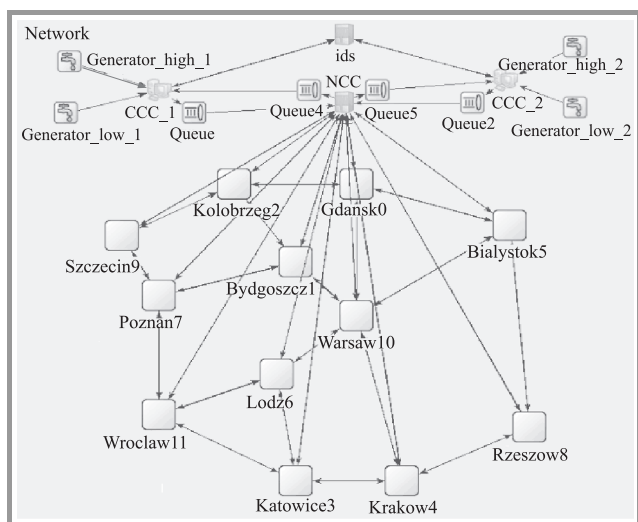 Network
Generator_high_1
ids
Generator_high_2
NCC
CCC_1
CCC_2
Queue4
Queue5
Generator_low_1
Queue
Queue2
Generator_low_2
Kolobrzeg2
Gdansk0
Bialystok5
Szczecin9
Bydgoszcz1
Poznan7
Warsaw10
Lodz6
Wroclaw11
Rzeszow8
Katowice3
Krakow4